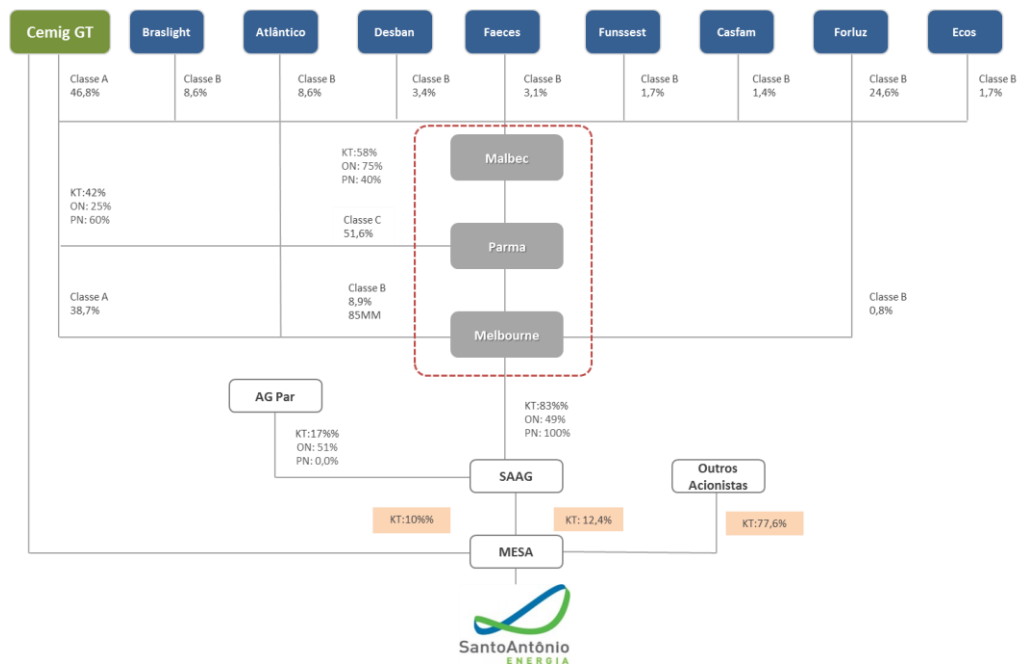 Cemig GT
Braslight
Atlântico
Desban
Faeces
Funssest
Casfam
Forluz
Ecos
Classe A
46,8%
Classe B
8,6%
Classe B
8,6%
Classe B
3,4%
Classe B
3,1%
Classe B
1,7%
Classe B
1,4%
Classe B
24,6%
Classe B
1,7%
KT:58%
ON: 75%
PN: 40%
Malbec
KT:42%
ON: 25%
PN: 60%
Classe C
51,6%
Parma
Classe A
38,7%
Classe B
8,9%
85MM
Classe B
0,8%
Melbourne
AG Par
KT:83%%
ON: 49%
PN: 100%
KT:17%%
ON: 51%
PN: 0,0%
SAAG
Outros
Acionistas
KT:10%%
KT: 12,4%
KT:77,6%
MESA
SantoAntônio
ENERGIA